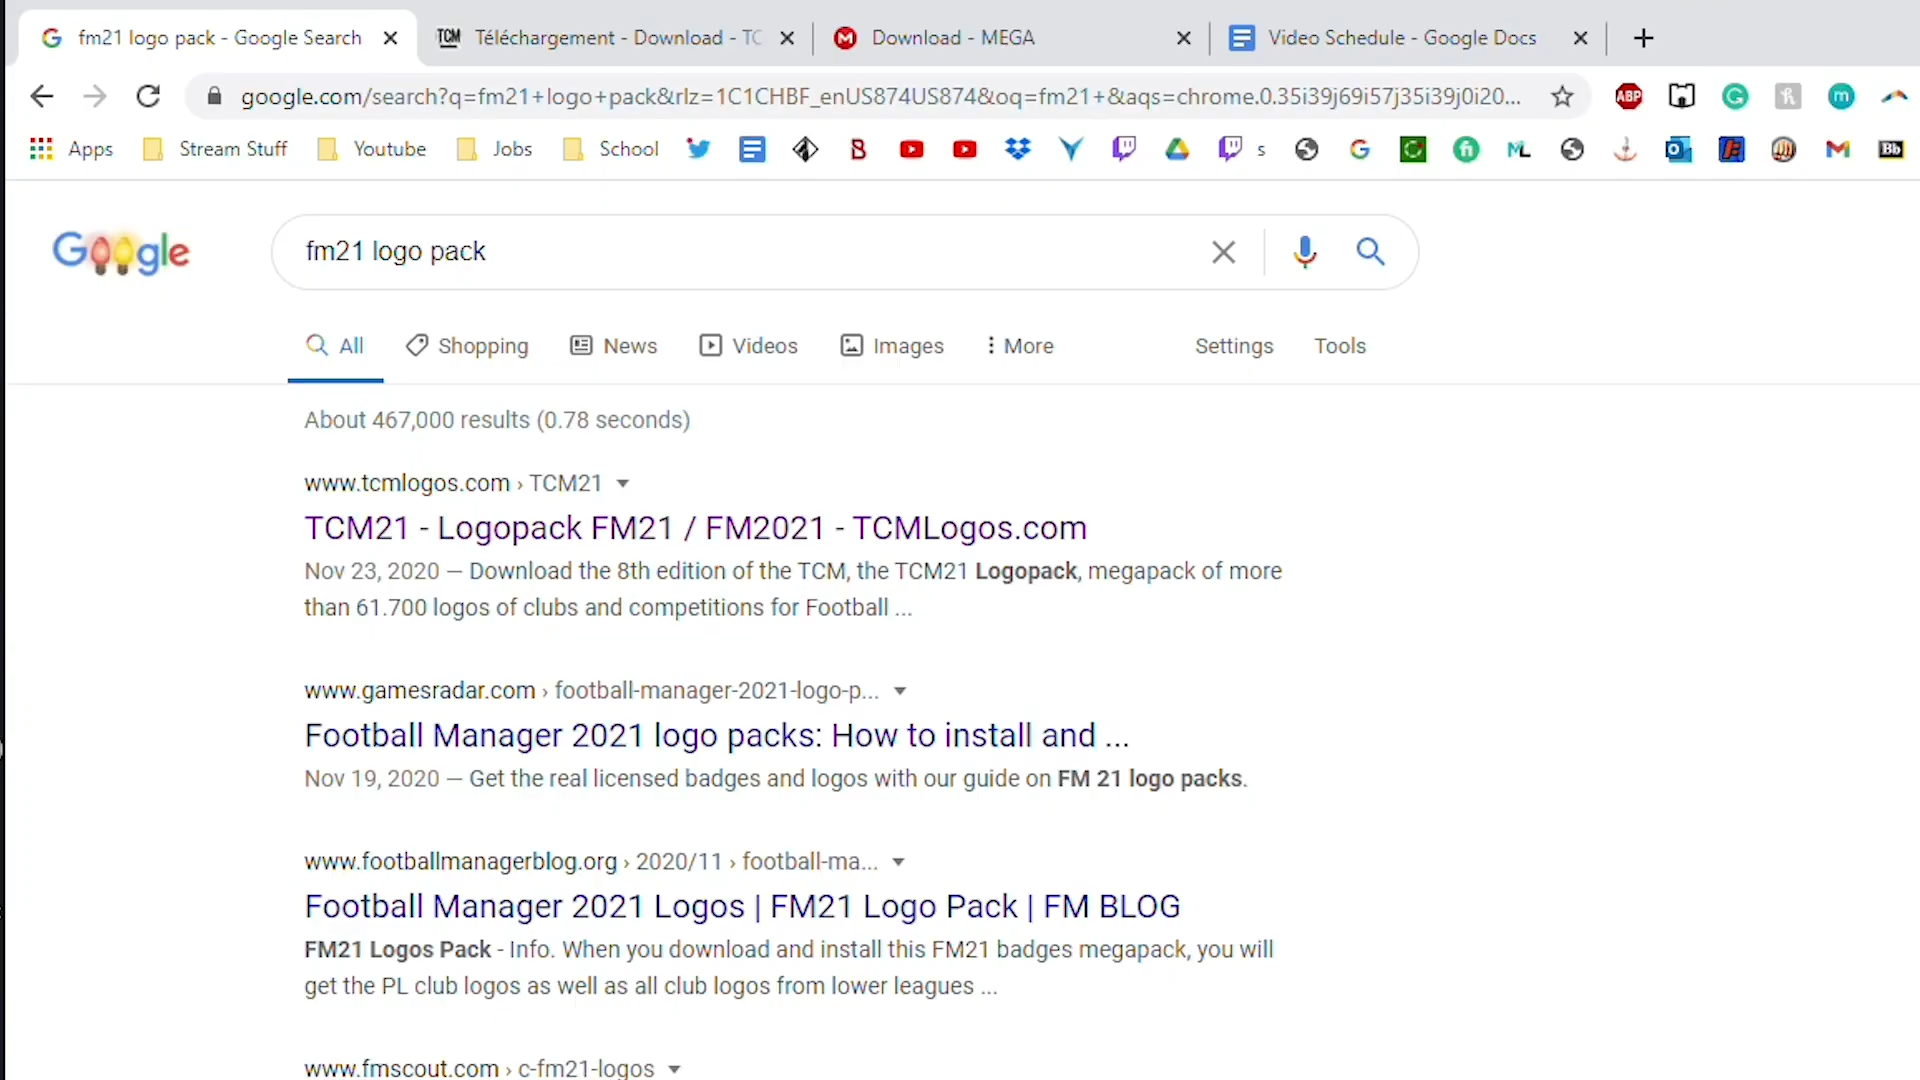 fm21 logo pack - Google Search
TCM Téléchargement - Download - TC
Download - MEGA
Video Schedule - Google Docs
google.com/search?q=fm21+logo+pack&rlz=1C1CHBF_enUS874US874&oq=fm21+&aqs=chrome.0.35i39j69i57j35i39j0i20...
ABP
Apps
Stream Stuff
Youtube
Jobs
School
s
ML
Bb
Google
fm21 logo pack
All
Shopping
News
Videos
Images
More
Settings
Tools
About 467,000 results (0.78 seconds)
www.tcmlogos.com › TCM21
TCM21 - Logopack FM21 / FM2021 - TCMLogos.com
Nov 23, 2020 — Download the 8th edition of the TCM, the TCM21 Logopack, megapack of more
than 61.700 logos of clubs and competitions for Football ...
www.gamesradar.com › football-manager-2021-logo-p...
Football Manager 2021 logo packs: How to install and ...
Nov 19, 2020 — Get the real licensed badges and logos with our guide on FM 21 logo packs.
www.footballmanagerblog.org › 2020/11 › football-ma...
Football Manager 2021 Logos | FM21 Logo Pack | FM BLOG
FM21 Logos Pack - Info. When you download and install this FM21 badges megapack, you will
get the PL club logos as well as all club logos from lower leagues ...
www.fmscout.com › c-fm21-logos